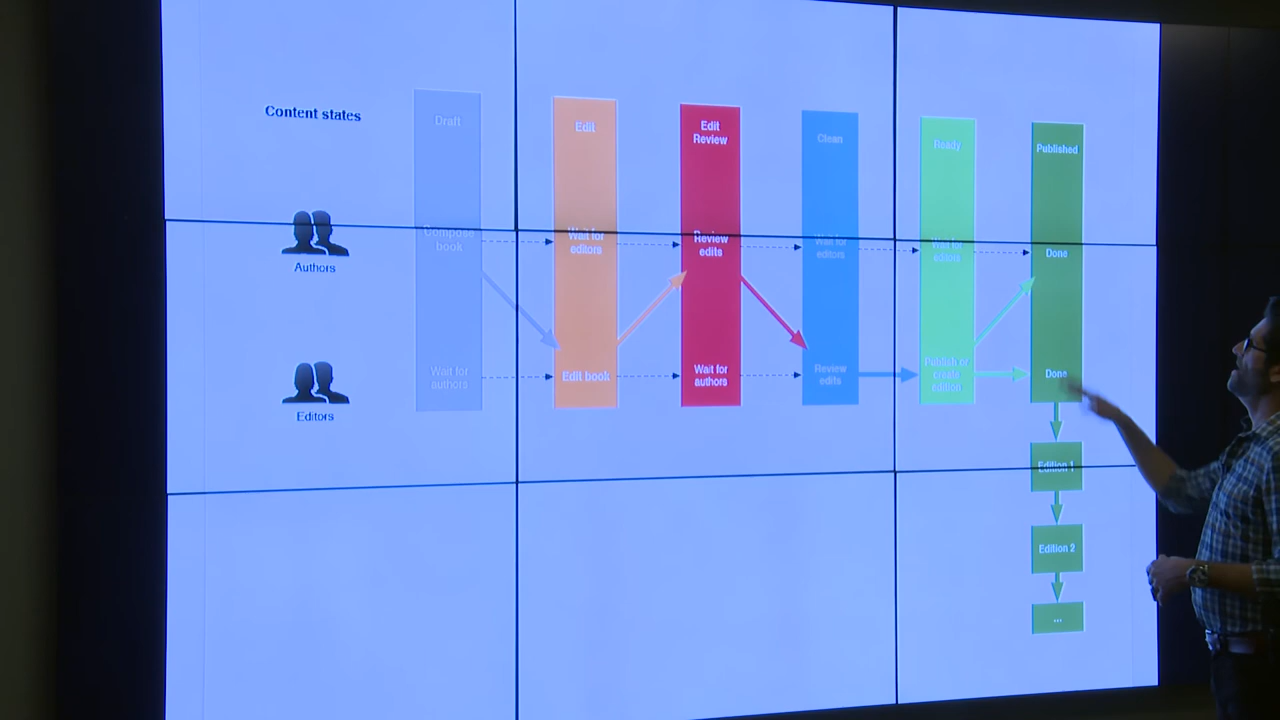 Content states
Draft
Edit
Edit
Review
Clean
Ready
Published
Authors
Compose
book
Wait for
editors
Review
edits
Wait for
editors
Wait for
editors
Done
Editors
Wait for
authors
Edit book
Wait for
authors
Review
edits
Publish or
create
edition
Done
Edition 1
Edition 2
...